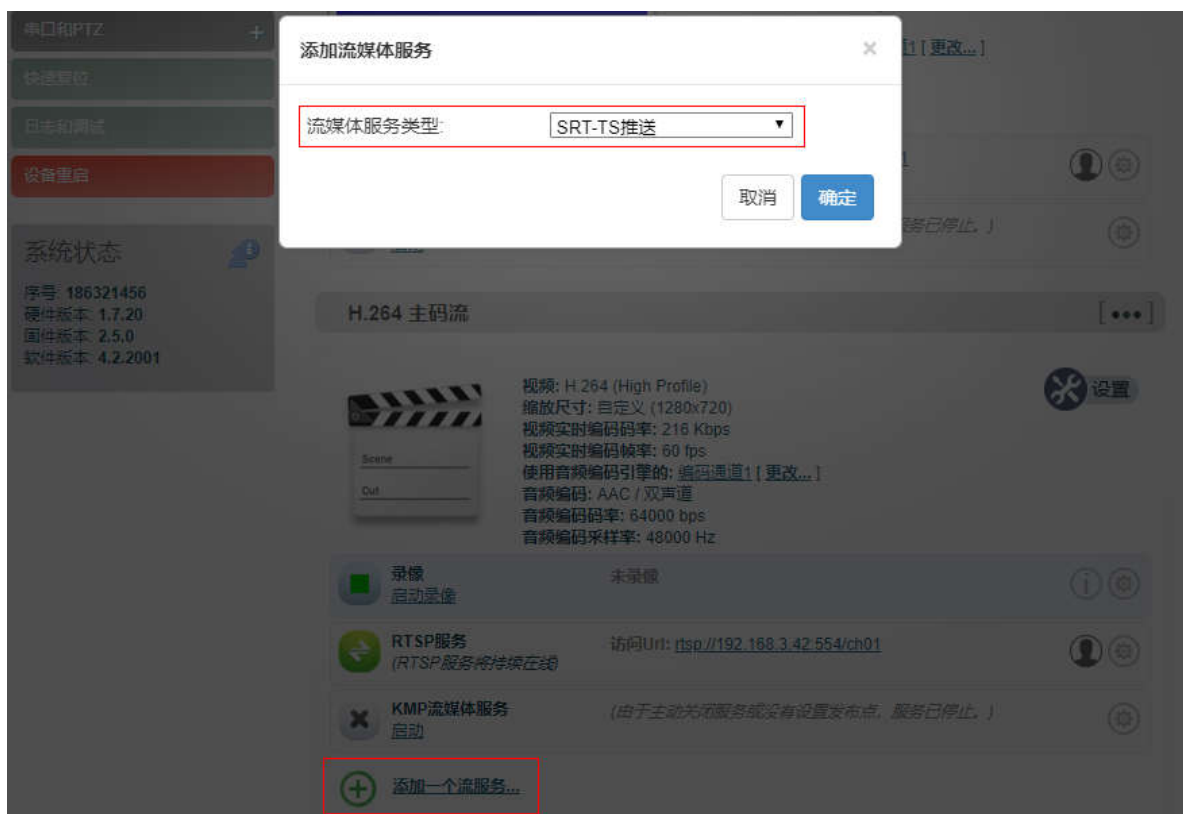 串口和PTZ +
快速复位
日志和调试
设备重启
系统状态
序号: 186321456
硬件版本: 1.7.20
固件版本: 2.5.0
软件版本: 4.2.2001
添加流媒体服务 ×
流媒体服务类型: SRT-TS推送
取消 确定
1 [ 更改... ]
服务已停止。)
H.264 主码流 [•••]
Scene
Cut
视频: H.264 (High Profile)
缩放尺寸: 自定义 (1280x720)
视频实时编码码率: 216 Kbps
视频实时编码帧率: 60 fps
使用音频编码引擎的: 编码通道1 [ 更改... ]
音频编码: AAC / 双声道
音频编码码率: 64000 bps
音频编码采样率: 48000 Hz
设置
录像 未录像
启动录像
RTSP服务 访问Url: rtsp://192.168.3.42:554/ch01
(RTSP服务将持续在线)
KMP流媒体服务 (由于主动关闭服务或没有设置发布点，服务已停止。)
启动
添加一个流服务...